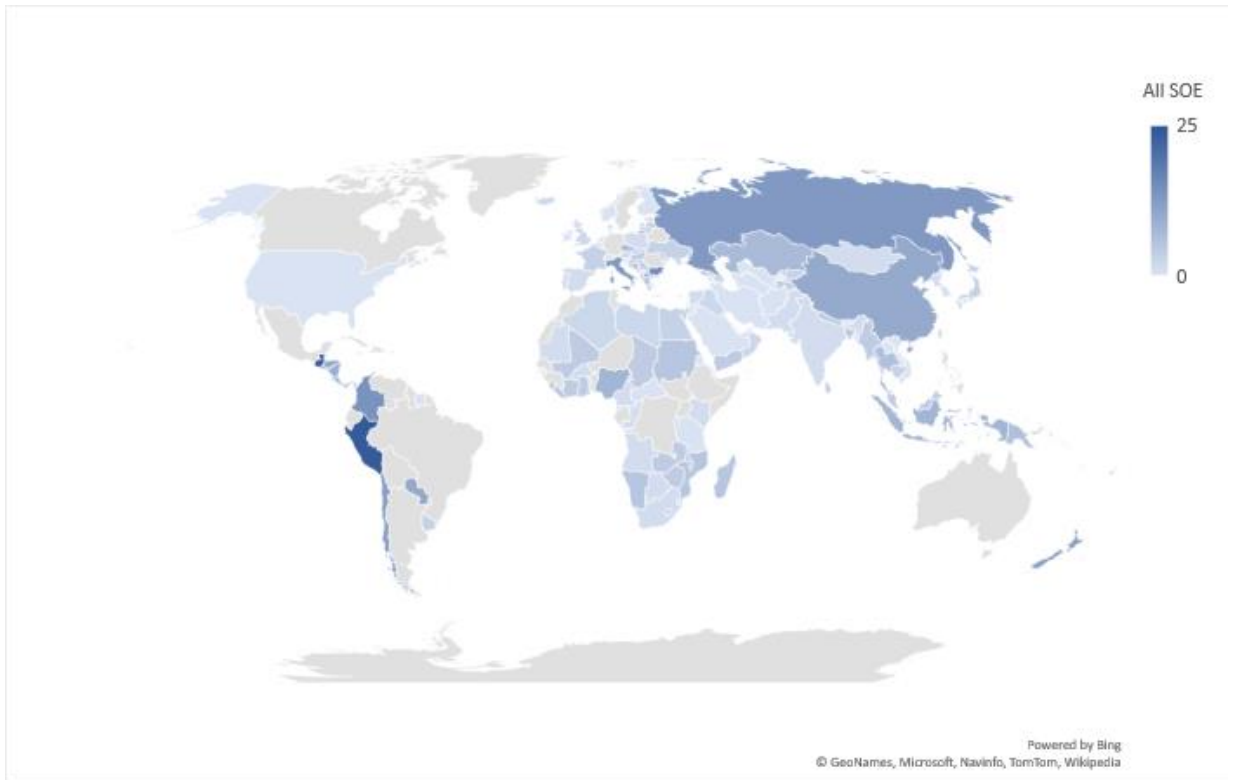 All SOE
25
0
Powered by Bing
© GeoNames, Microsoft, Navinfo, TomTom, Wikipedia